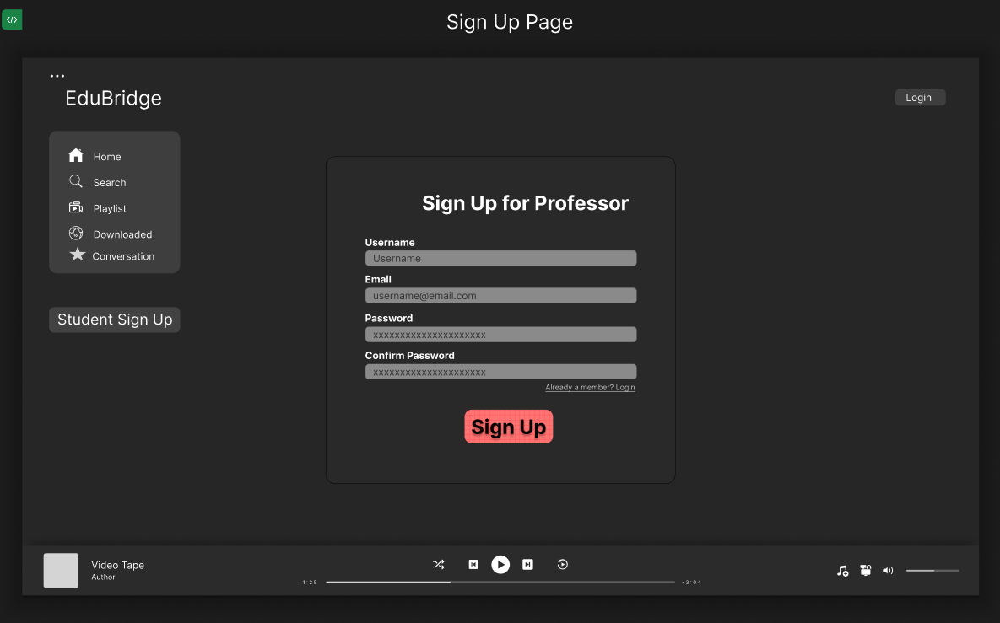 Sign Up Page
EduBridge
Login
Home
Search
Playlist
Downloaded
Conversation
Student Sign Up
Sign Up for Professor
Username
Username
Email
username@email.com
Password
xxxxxxxxxxxxxxxxxxxxx
Confirm Password
xxxxxxxxxxxxxxxxxxxxx
Already a member? Login
Sign Up
Video Tape
Author
1:25
-3:04